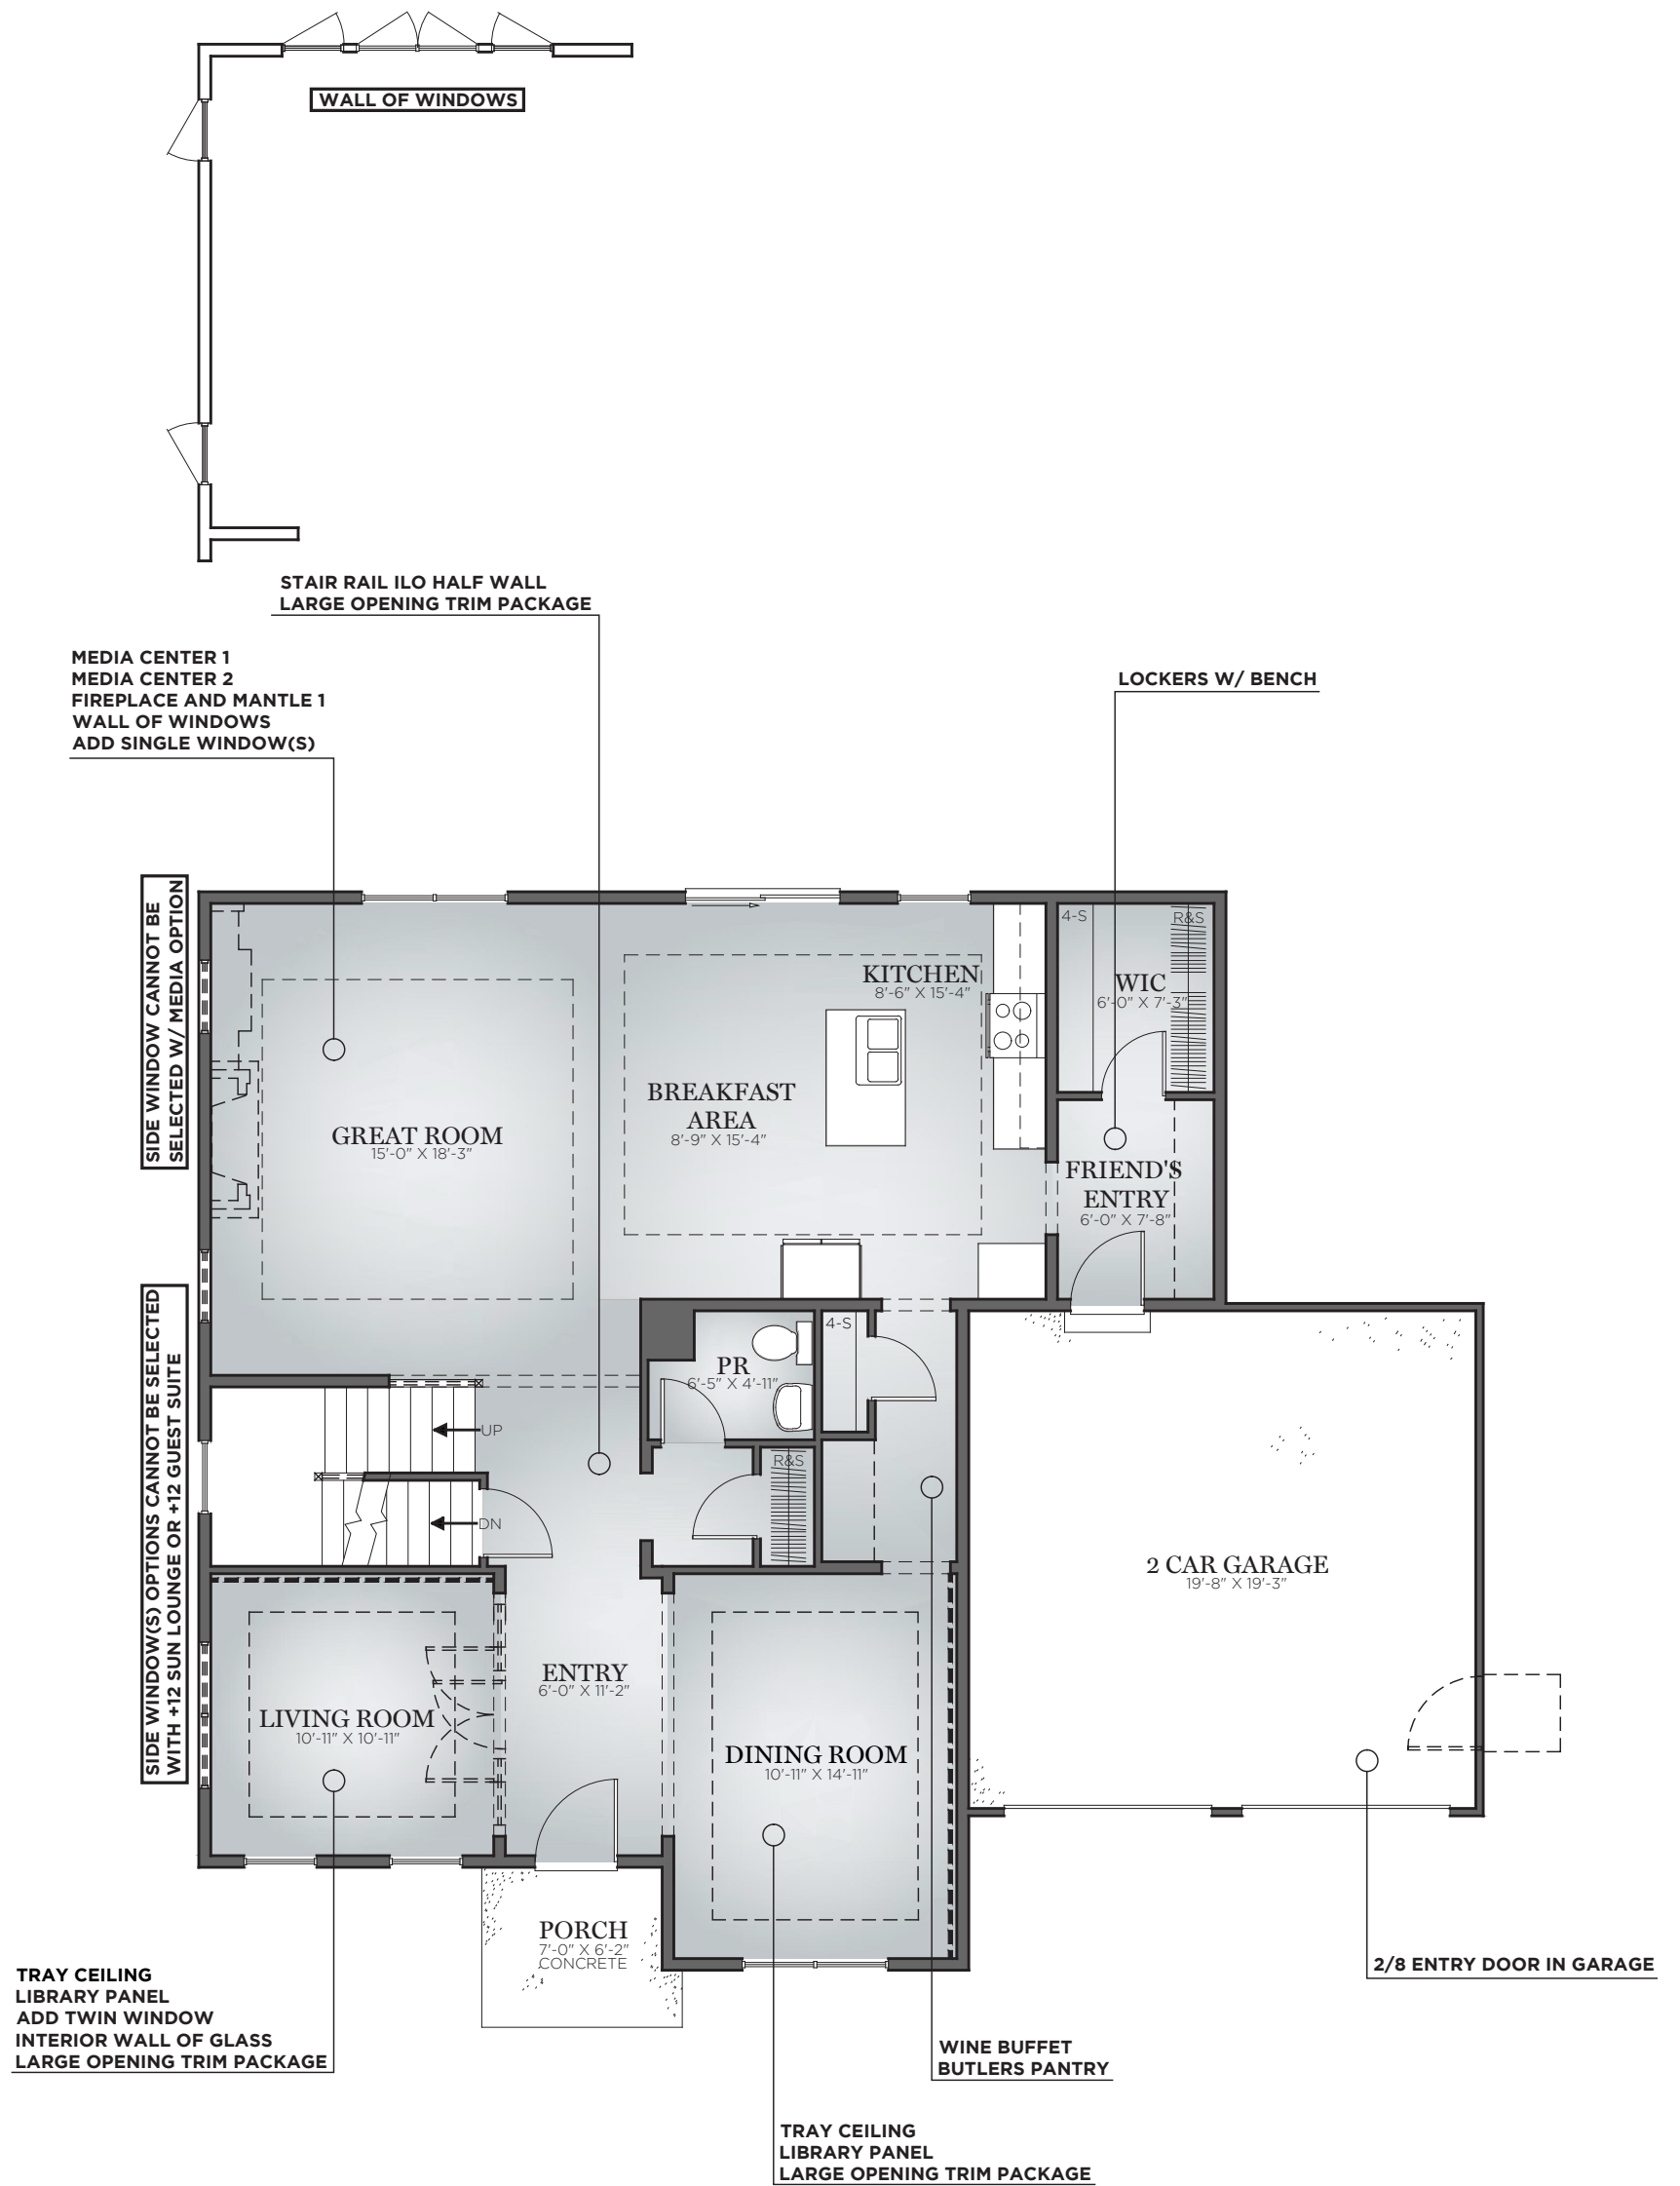 WALL OF WINDOWS
STAIR RAIL ILO HALF WALL
LARGE OPENING TRIM PACKAGE
MEDIA CENTER 1
MEDIA CENTER 2
FIREPLACE AND MANTLE 1
WALL OF WINDOWS
ADD SINGLE WINDOW(S)
LOCKERS W/ BENCH
SIDE WINDOW CANNOT BE
SELECTED W/ MEDIA OPTION
4-S
R&S
KITCHEN
8'-6" X 15'-4"
WIC
6'-0" X 7'-3"
BREAKFAST
AREA
8'-9" X 15'-4"
GREAT ROOM
15'-0" X 18'-3"
FRIEND'S
ENTRY
6'-0" X 7'-8"
SIDE WINDOW(S) OPTIONS CANNOT BE SELECTED
WITH +12 SUN LOUNGE OR +12 GUEST SUITE
4-S
PR
6'-5" X 4'-11"
UP
R&S
DN
2 CAR GARAGE
19'-8" X 19'-3"
ENTRY
6'-0" X 11'-2"
LIVING ROOM
10'-11" X 10'-11"
DINING ROOM
10'-11" X 14'-11"
PORCH
7'-0" X 6'-2"
CONCRETE
2/8 ENTRY DOOR IN GARAGE
TRAY CEILING
LIBRARY PANEL
ADD TWIN WINDOW
INTERIOR WALL OF GLASS
LARGE OPENING TRIM PACKAGE
WINE BUFFET
BUTLERS PANTRY
TRAY CEILING
LIBRARY PANEL
LARGE OPENING TRIM PACKAGE